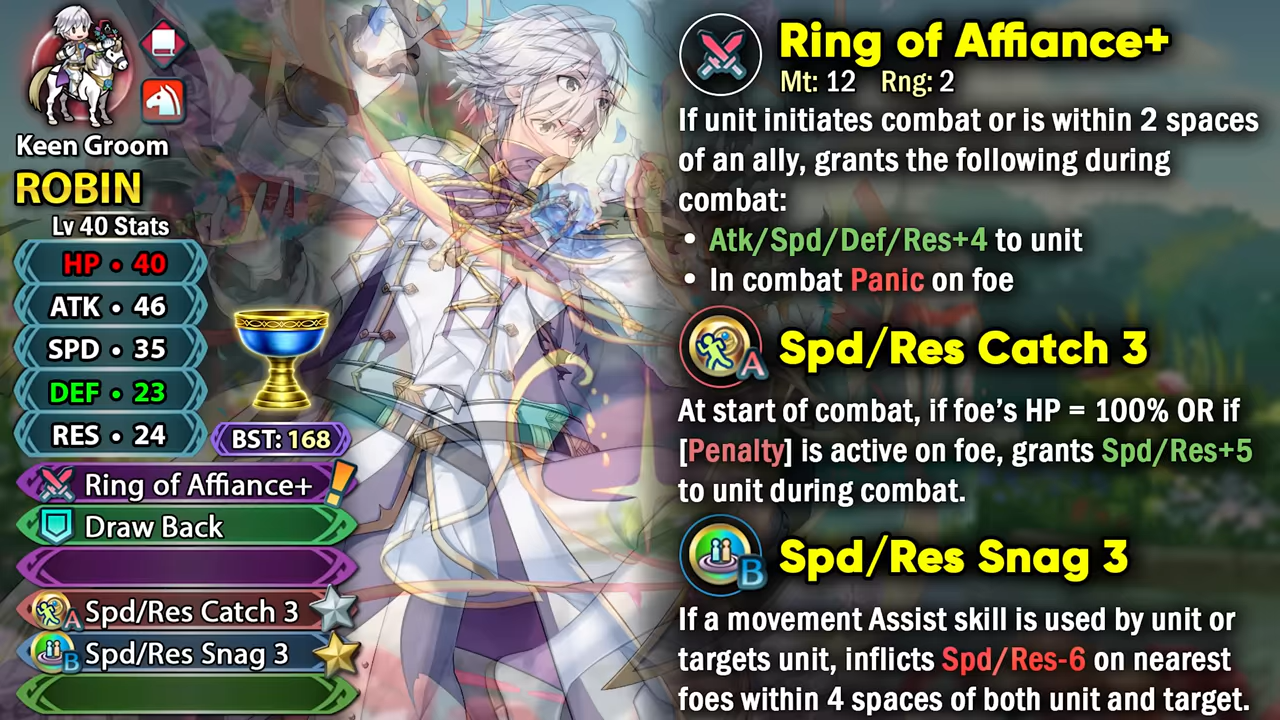 Keen Groom
ROBIN
Lv 40 Stats
HP • 40
ATK • 46
SPD • 35
DEF • 23
RES • 24
BST: 168
Ring of Affiance+
Draw Back
A Spd/Res Catch 3
B Spd/Res Snag 3
Ring of Affiance+
Mt: 12 Rng: 2
If unit initiates combat or is within 2 spaces
of an ally, grants the following during
combat:
• Atk/Spd/Def/Res+4 to unit
• In combat Panic on foe
A Spd/Res Catch 3
At start of combat, if foe’s HP = 100% OR if
[Penalty] is active on foe, grants Spd/Res+5
to unit during combat.
B Spd/Res Snag 3
If a movement Assist skill is used by unit or
targets unit, inflicts Spd/Res-6 on nearest
foes within 4 spaces of both unit and target.